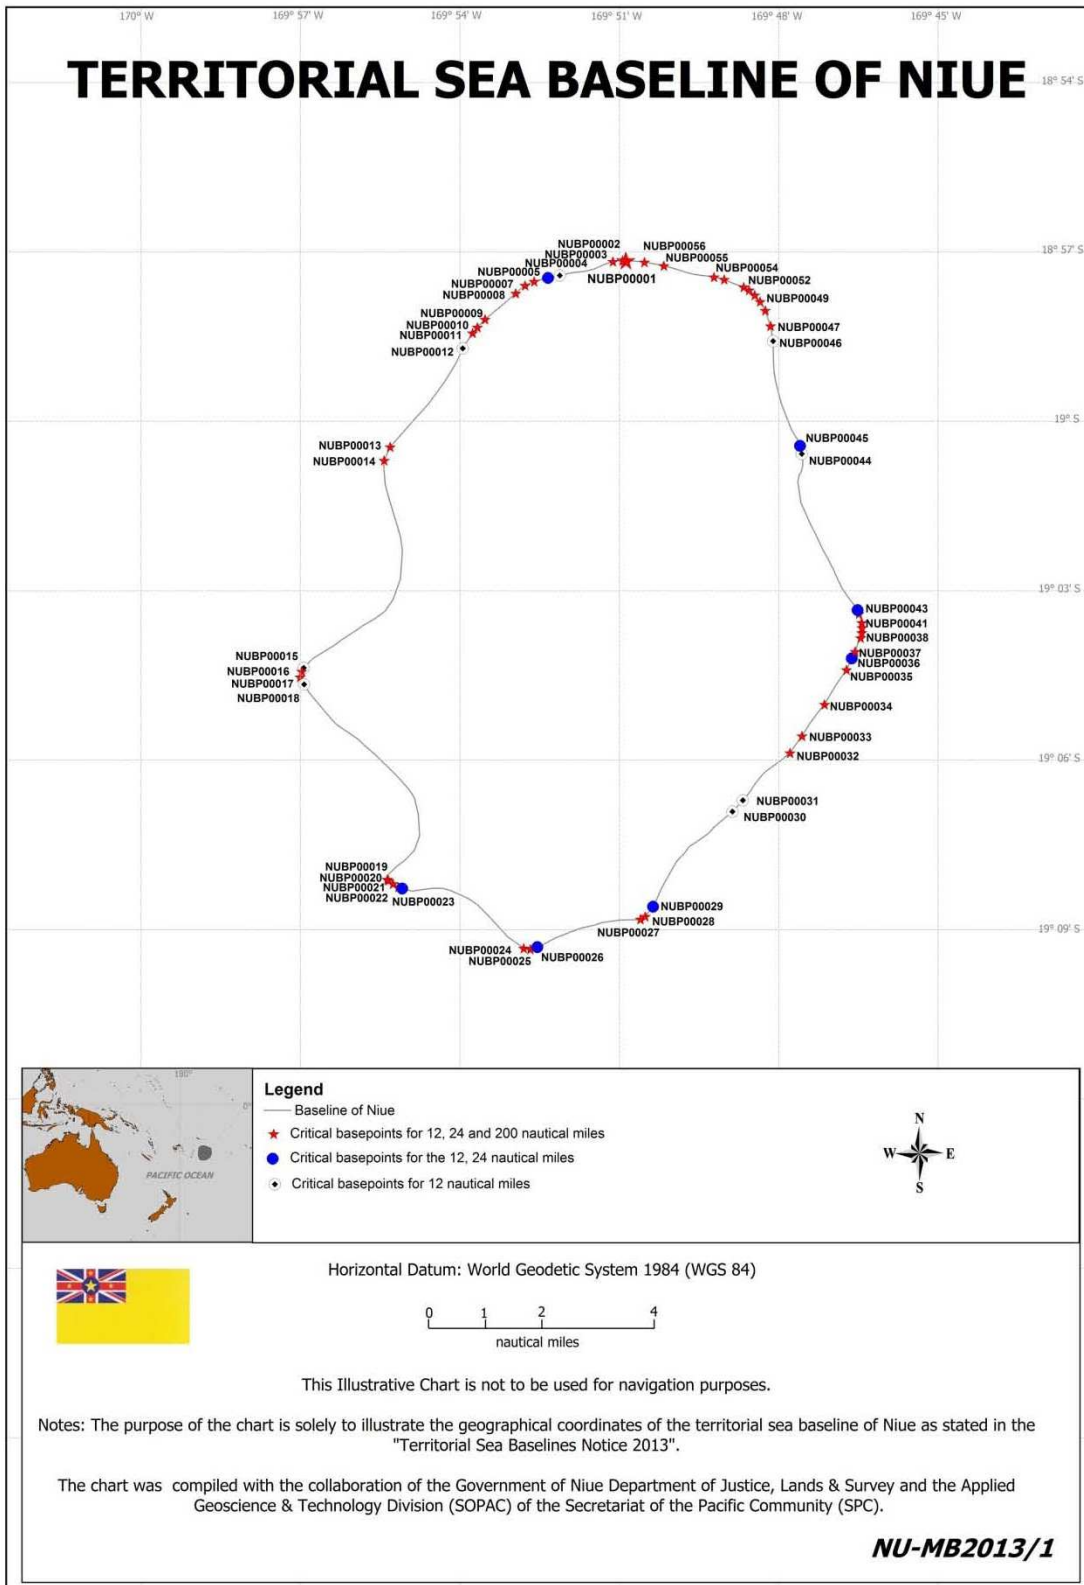 170° W
169° 57' W
169° 54' W
169° 51' W
169° 48' W
169° 45' W
TERRITORIAL SEA BASELINE OF NIUE
18° 54' S
18° 57' S
19° S
19° 03' S
19° 06' S
19° 09' S
NUBP00002
NUBP00003
NUBP00004
NUBP00005
NUBP00007
NUBP00008
NUBP00009
NUBP00010
NUBP00011
NUBP00012
NUBP00013
NUBP00014
NUBP00015
NUBP00016
NUBP00017
NUBP00018
NUBP00019
NUBP00020
NUBP00021
NUBP00022
NUBP00023
NUBP00024
NUBP00025
NUBP00026
NUBP00027
NUBP00028
NUBP00029
NUBP00030
NUBP00031
NUBP00032
NUBP00033
NUBP00034
NUBP00035
NUBP00036
NUBP00037
NUBP00038
NUBP00041
NUBP00043
NUBP00044
NUBP00045
NUBP00046
NUBP00047
NUBP00049
NUBP00052
NUBP00054
NUBP00055
NUBP00056
NUBP00001
180°
0°
PACIFIC OCEAN
Legend
Baseline of Niue
Critical basepoints for 12, 24 and 200 nautical miles
Critical basepoints for the 12, 24 nautical miles
Critical basepoints for 12 nautical miles
N
W E
S
Horizontal Datum: World Geodetic System 1984 (WGS 84)
0 1 2 4
nautical miles
This Illustrative Chart is not to be used for navigation purposes.
Notes: The purpose of the chart is solely to illustrate the geographical coordinates of the territorial sea baseline of Niue as stated in the
"Territorial Sea Baselines Notice 2013".
The chart was compiled with the collaboration of the Government of Niue Department of Justice, Lands & Survey and the Applied
Geoscience & Technology Division (SOPAC) of the Secretariat of the Pacific Community (SPC).
NU-MB2013/1